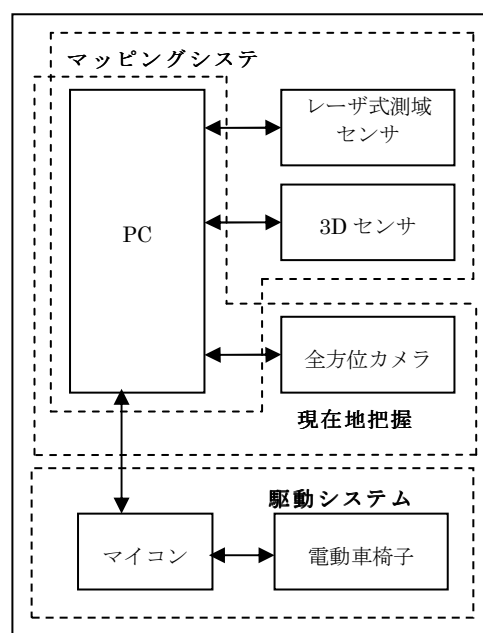 マッピングシステ
レーザ式測域
センサ
PC
3D センサ
全方位カメラ
現在地把握
駆動システム
マイコン
電動車椅子